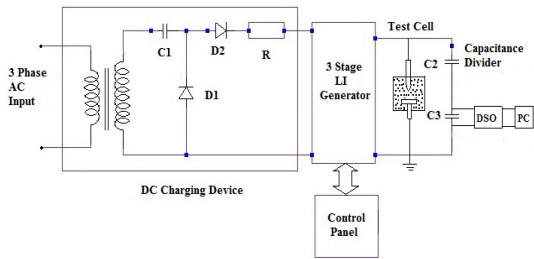 3 Phase
AC
Input
C1
D2
R
D1
DC Charging Device
3 Stage
LI
Generator
Control
Panel
Test Cell
Capacitance
Divider
C2
C3
DSO
PC